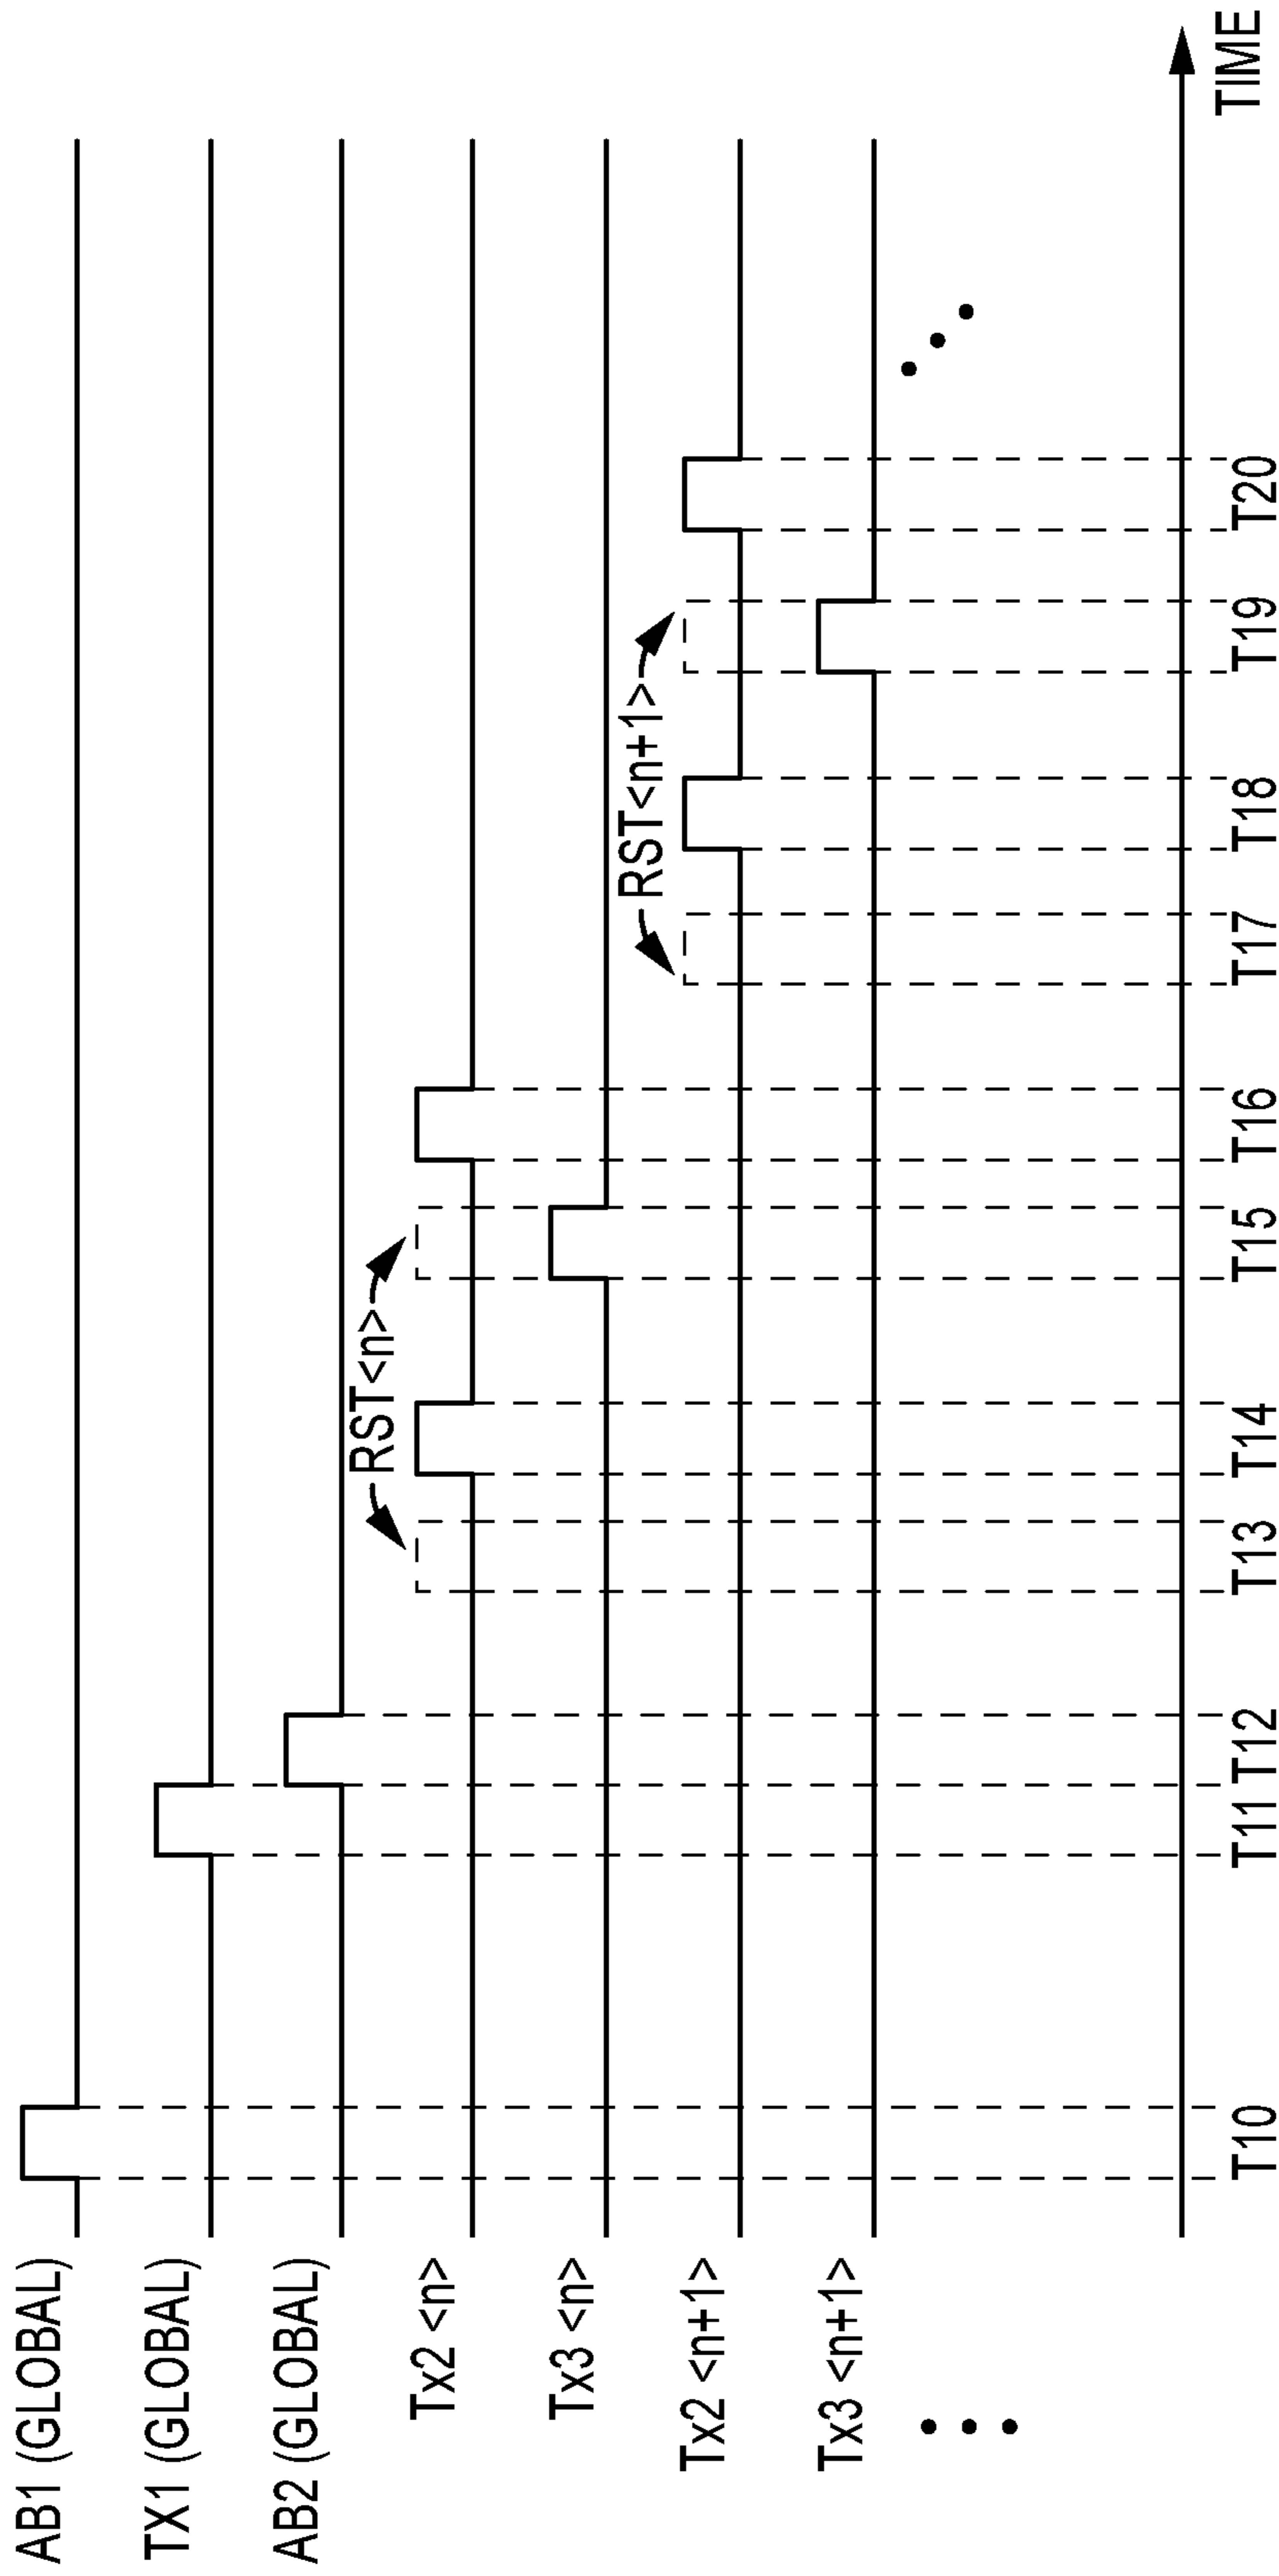 AB1 (GLOBAL)
TX1 (GLOBAL)
AB2 (GLOBAL)
RST<n>
Tx2 <n>
Tx3 <n>
RST<n+1>
Tx2 <n+1>
Tx3 <n+1>
T10 T11 T12 T13 T14 T15 T16 T17 T18 T19 T20
TIME